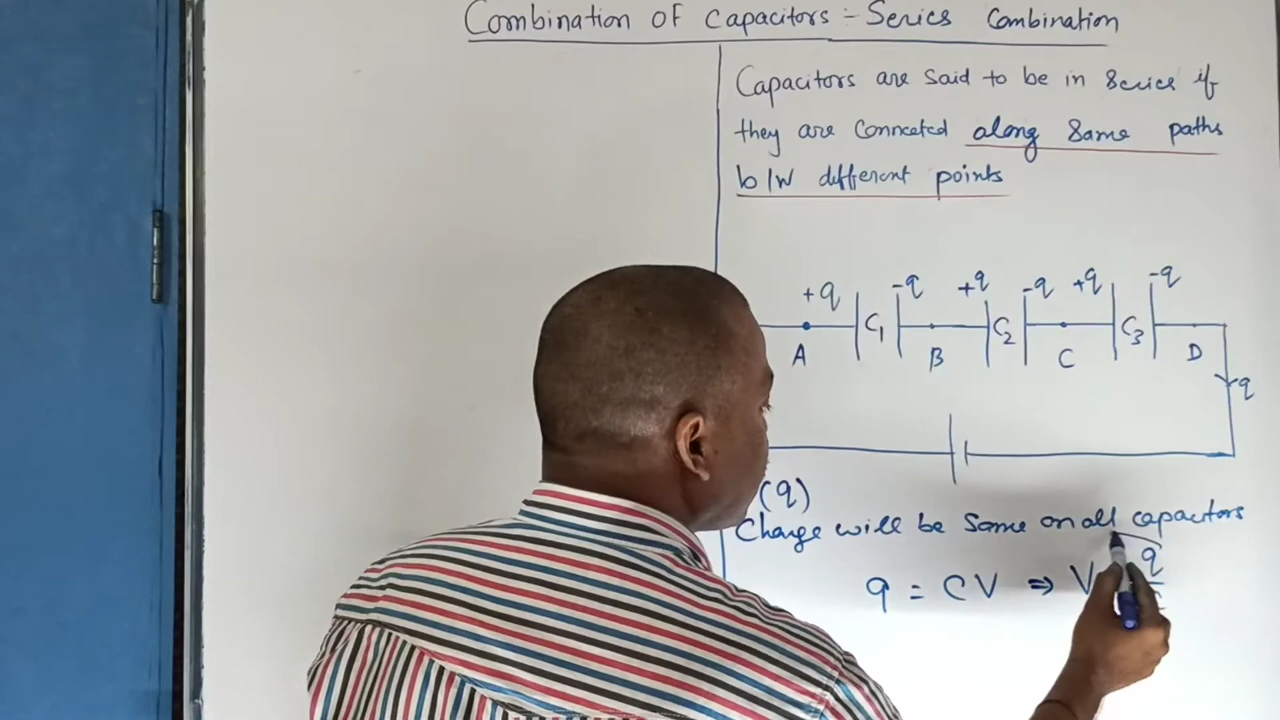 Combination of Capacitors :- Series Combination
Capacitors are said to be in series if
they are connected along same paths
b/w different points
+q -q +q -q +q -q
C1 C2 C3
A B C D
q
(q)
Charge will be same on all capacitors
q = CV ⇒ V q